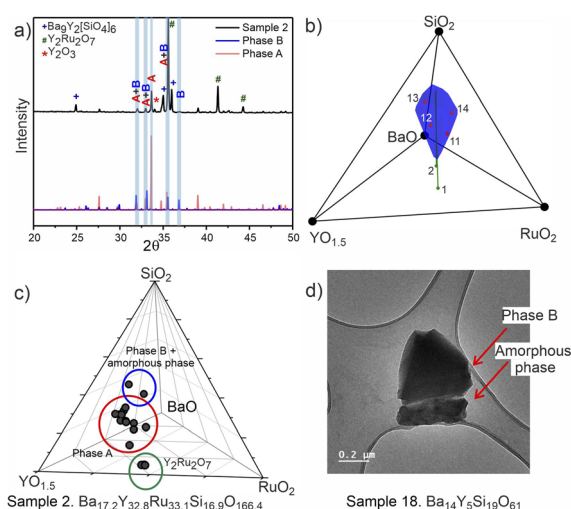 a)
+Ba₉Y₂[SiO₄]₆
#Y₂Ru₂O₇
*Y₂O₃
#
Sample 2
Phase B
Phase A
Intensity
+
A+B
A+B
A
*
A+B
+
+
B
#
#
20 25 30 35 40 45 50
2θ
b)
SiO₂
13
14
12
BaO
11
2
1
YO₁.₅
RuO₂
c)
SiO₂
Phase B +
amorphous phase
BaO
Phase A
Y₂Ru₂O₇
YO₁.₅
RuO₂
Sample 2. Ba₁₇.₂Y₃₂.₈Ru₃₃.₁Si₁₆.₉O₁₆₆.₄
d)
Phase B
Amorphous
phase
0.2 µm
Sample 18. Ba₁₄Y₅Si₁₉O₆₁